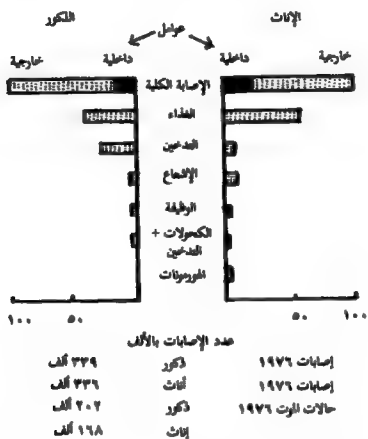 الإناث
الذكور
عوامل
خارجية
داخلية
داخلية
خارجية
الإصابة الكلية
الغذاء
التدخين
الإشعاع
الوظيفة
الكحولات +
التدخين
الهورمونات
١٠٠
٥٠
٥٠
١٠٠
عدد الإصابات بالألف
إصابات ١٩٧٦ ذكور ٣٣٩ ألف
إصابات ١٩٧٦ أناث ٣٣٦ ألف
حالات الموت ١٩٧٦ ذكور ٢٠٢ ألف
إناث ١٦٨ ألف